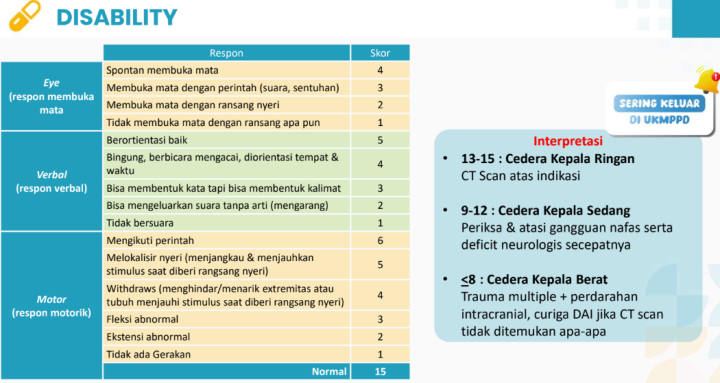 DISABILITY
Respon Skor
Eye
(respon membuka
mata
Spontan membuka mata 4
Membuka mata dengan perintah (suara, sentuhan) 3
Membuka mata dengan ransang nyeri 2
Tidak membuka mata dengan ransang apa pun 1
Verbal
(respon verbal)
Berortientasi baik 5
Bingung, berbicara mengacai, diorientasi tempat &
waktu 4
Bisa membentuk kata tapi bisa membentuk kalimat 3
Bisa mengeluarkan suara tanpa arti (mengarang) 2
Tidak bersuara 1
Motor
(respon motorik)
Mengikuti perintah 6
Melokalisir nyeri (menjangkau & menjauhkan
stimulus saat diberi rangsang nyeri) 5
Withdraws (menghindar/menarik extremitas atau
tubuh menjauhi stimulus saat diberi rangsang nyeri) 4
Fleksi abnormal 3
Ekstensi abnormal 2
Tidak ada Gerakan 1
Normal 15
SERING KELUAR
DI UKMPPD
Interpretasi
• 13-15 : Cedera Kepala Ringan
CT Scan atas indikasi
• 9-12 : Cedera Kepala Sedang
Periksa & atasi gangguan nafas serta
deficit neurologis secepatnya
• <8 : Cedera Kepala Berat
Trauma multiple + perdarahan
intracranial, curiga DAI jika CT scan
tidak ditemukan apa-apa